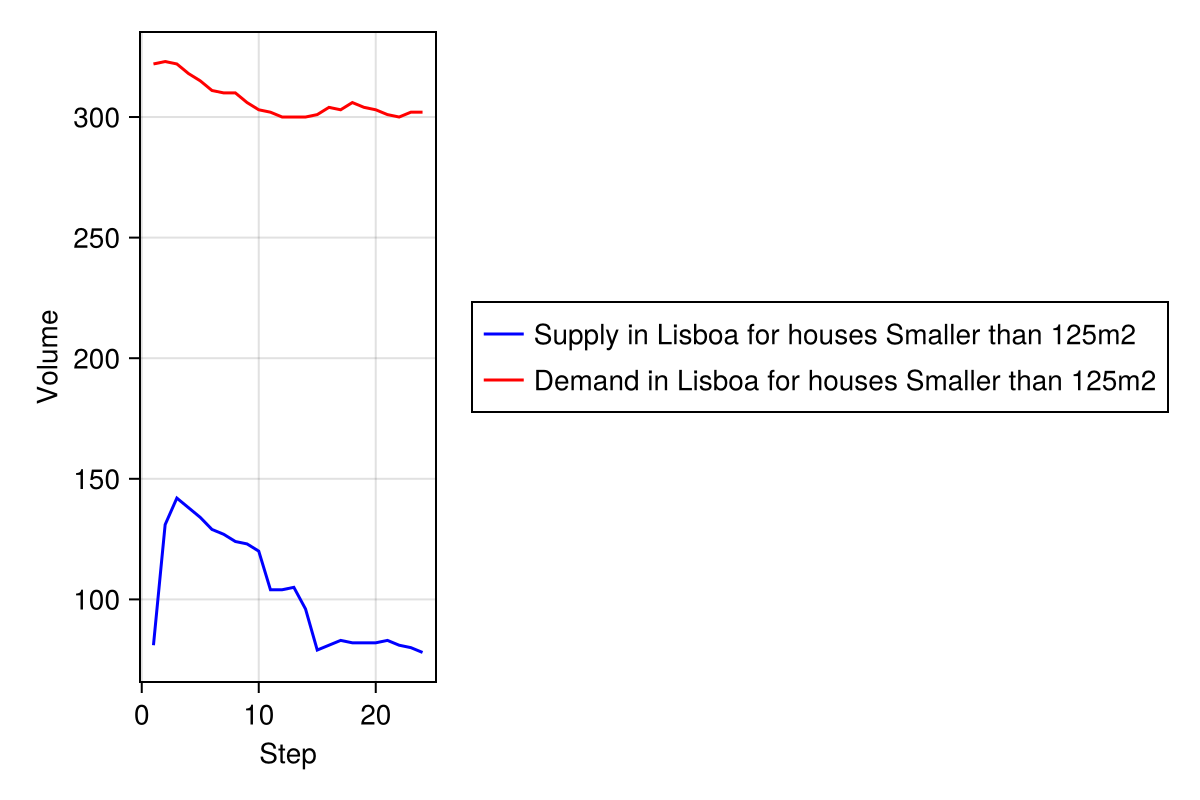 300
250
200
150
100
Volume
0 10 20
Step
Supply in Lisboa for houses Smaller than 125m2
Demand in Lisboa for houses Smaller than 125m2